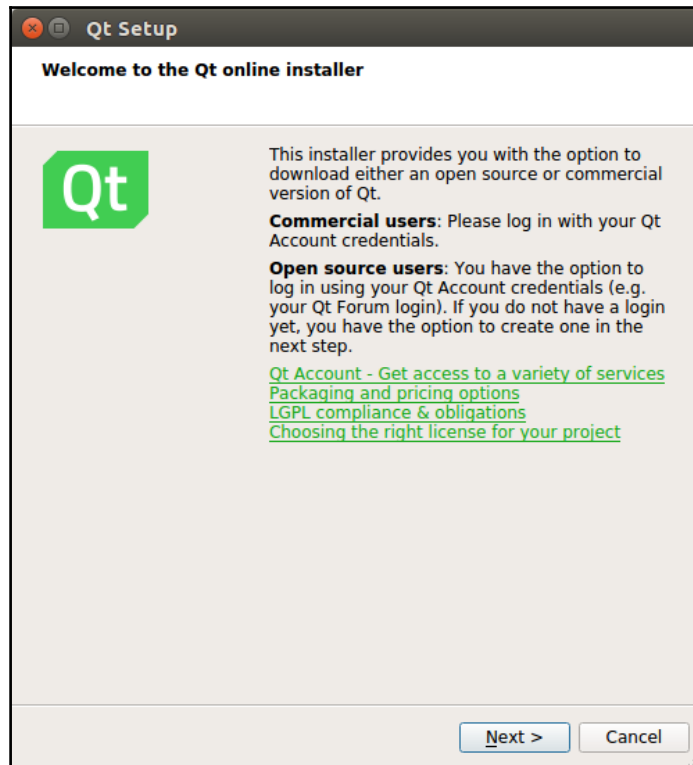 Qt Setup
Welcome to the Qt online installer
Qt
This installer provides you with the option to
download either an open source or commercial
version of Qt.
Commercial users: Please log in with your Qt
Account credentials.
Open source users: You have the option to
log in using your Qt Account credentials (e.g.
your Qt Forum login). If you do not have a login
yet, you have the option to create one in the
next step.
Qt Account - Get access to a variety of services
Packaging and pricing options
LGPL compliance & obligations
Choosing the right license for your project
Next > Cancel